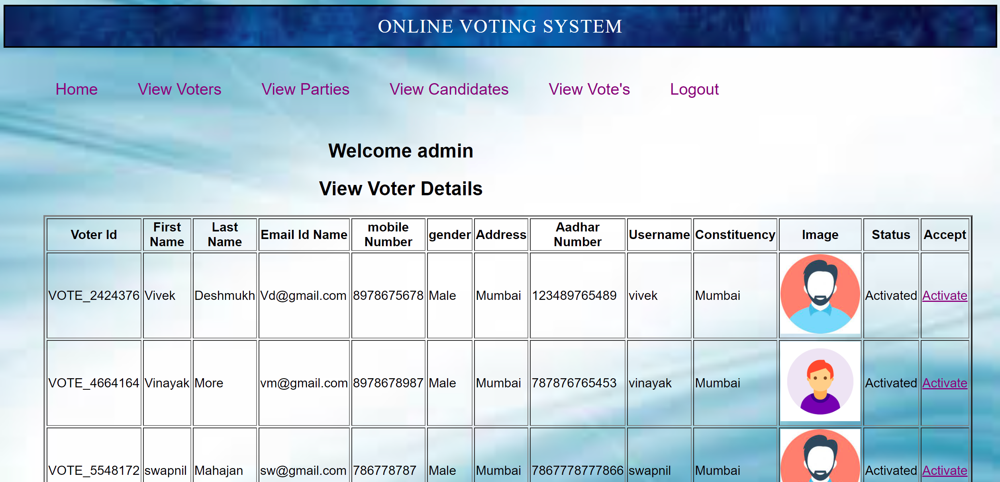 ONLINE VOTING SYSTEM
Home View Voters View Parties View Candidates View Vote's Logout
Welcome admin
View Voter Details
Voter Id First Name Last Name Email Id Name mobile Number gender Address Aadhar Number Username Constituency Image Status Accept
VOTE_2424376 Vivek Deshmukh Vd@gmail.com 8978675678 Male Mumbai 123489765489 vivek Mumbai Activated Activate
VOTE_4664164 Vinayak More vm@gmail.com 8978678987 Male Mumbai 787876765453 vinayak Mumbai Activated Activate
VOTE_5548172 swapnil Mahajan sw@gmail.com 786778787 Male Mumbai 7867778777866 swapnil Mumbai Activated Activate